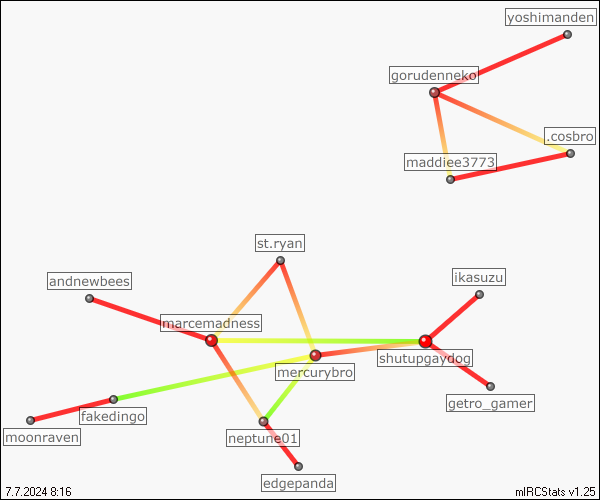 yoshimanden
gorudenneko
.cosbro
maddiee3773
st.ryan
andnewbees
ikasuzu
marcemadness
shutupgaydog
mercurybro
getro_gamer
fakedingo
moonraven
neptune01
edgepanda
7.7.2024 8:16
mIRCStats v1.25